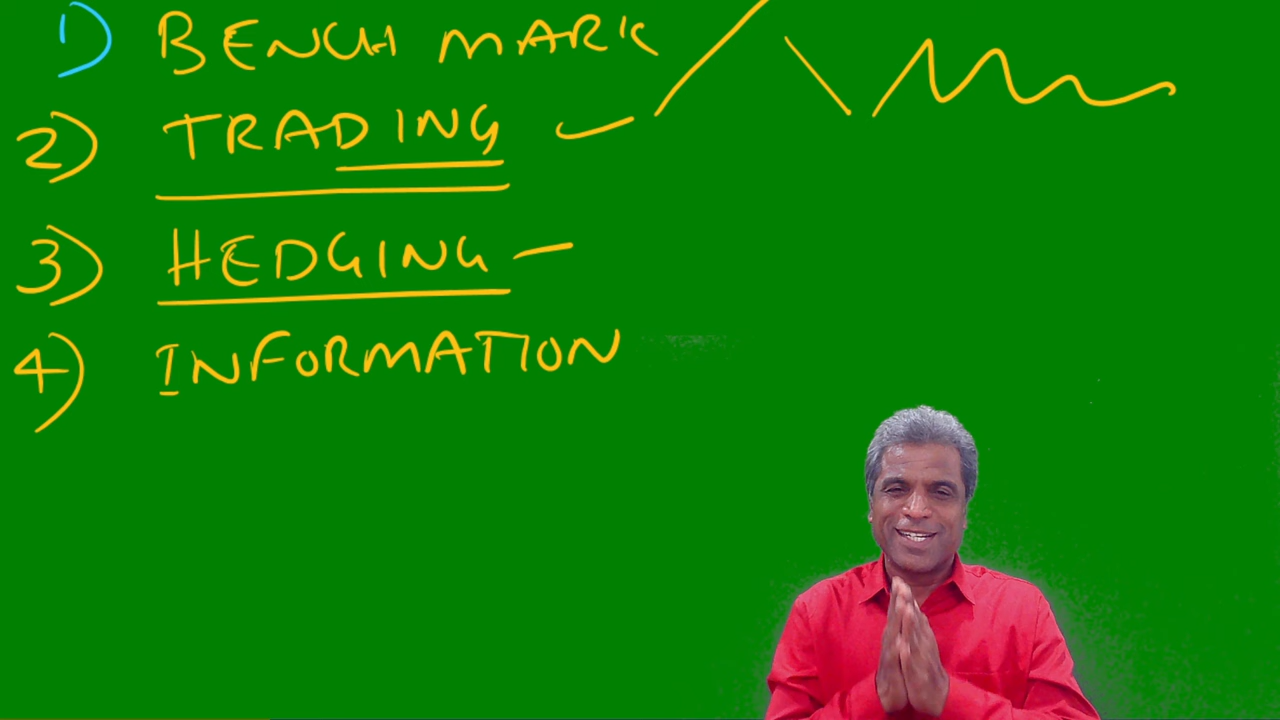 1) BENCH MARK
2) TRADING
3) HEDGING -
4) INFORMATION